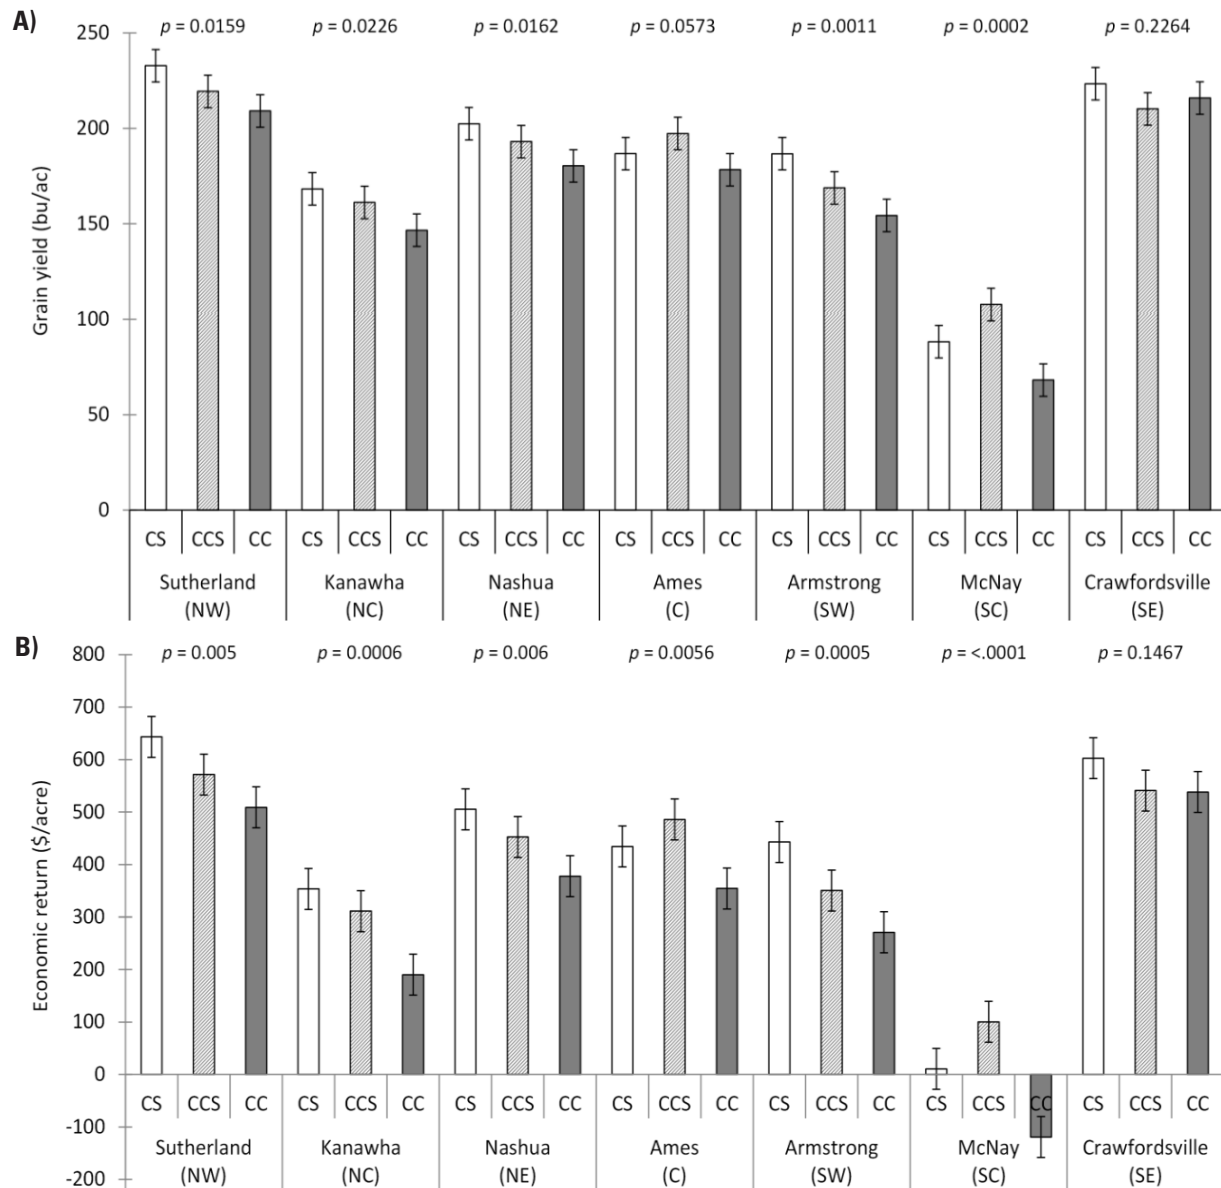 A)
p = 0.0159 p = 0.0226 p = 0.0162 p = 0.0573 p = 0.0011 p = 0.0002 p = 0.2264
Grain yield (bu/ac)
250
200
150
100
50
0
CS CCS CC CS CCS CC CS CCS CC CS CCS CC CS CCS CC CS CCS CC CS CCS CC
Sutherland Kanawha Nashua Ames Armstrong McNay Crawfordsville
(NW) (NC) (NE) (C) (SW) (SC) (SE)
B)
p = 0.005 p = 0.0006 p = 0.006 p = 0.0056 p = 0.0005 p = <.0001 p = 0.1467
Economic return ($/acre)
800
700
600
500
400
300
200
100
0
-100
-200
CS CCS CC CS CCS CC CS CCS CC CS CCS CC CS CCS CC CS CCS CC CS CCS CC
Sutherland Kanawha Nashua Ames Armstrong McNay Crawfordsville
(NW) (NC) (NE) (C) (SW) (SC) (SE)